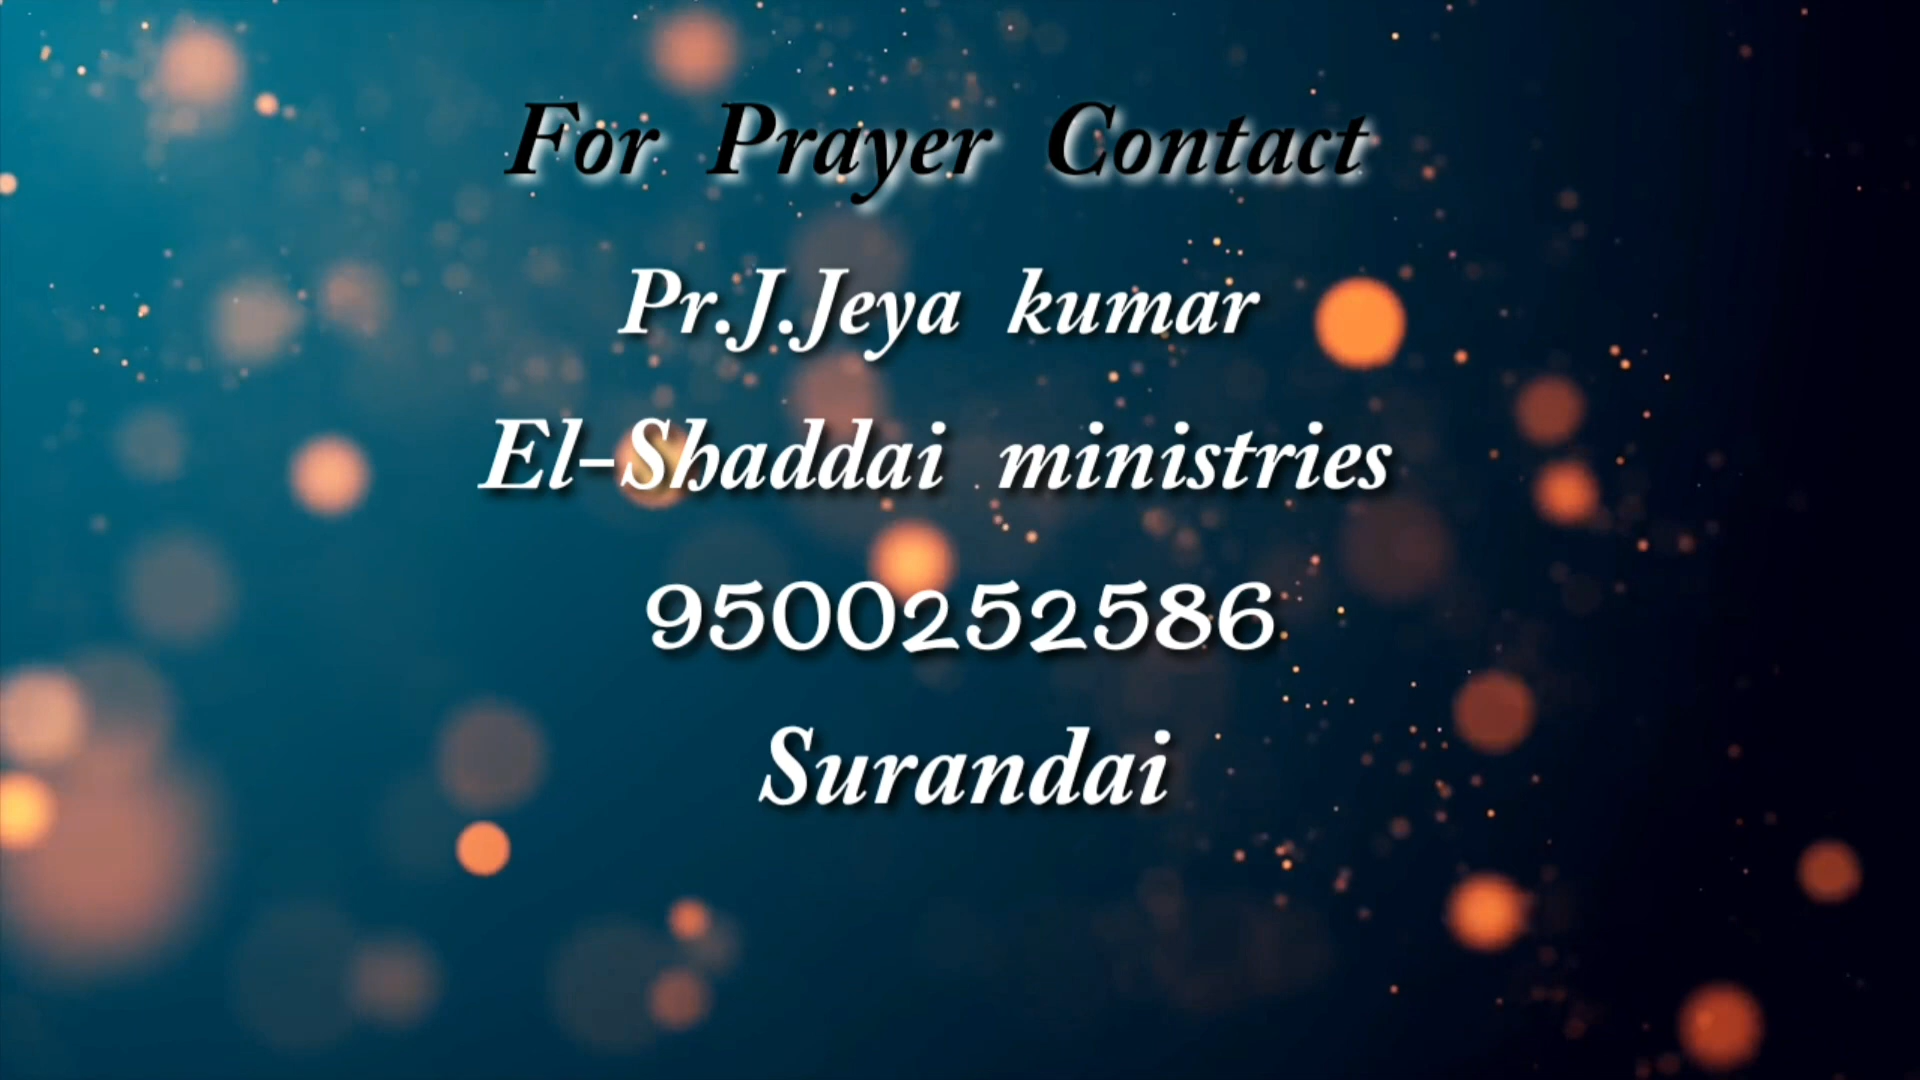 For Prayer Contact
Pr.J.Jeya kumar
El-Shaddai ministries
9500252586
Surandai